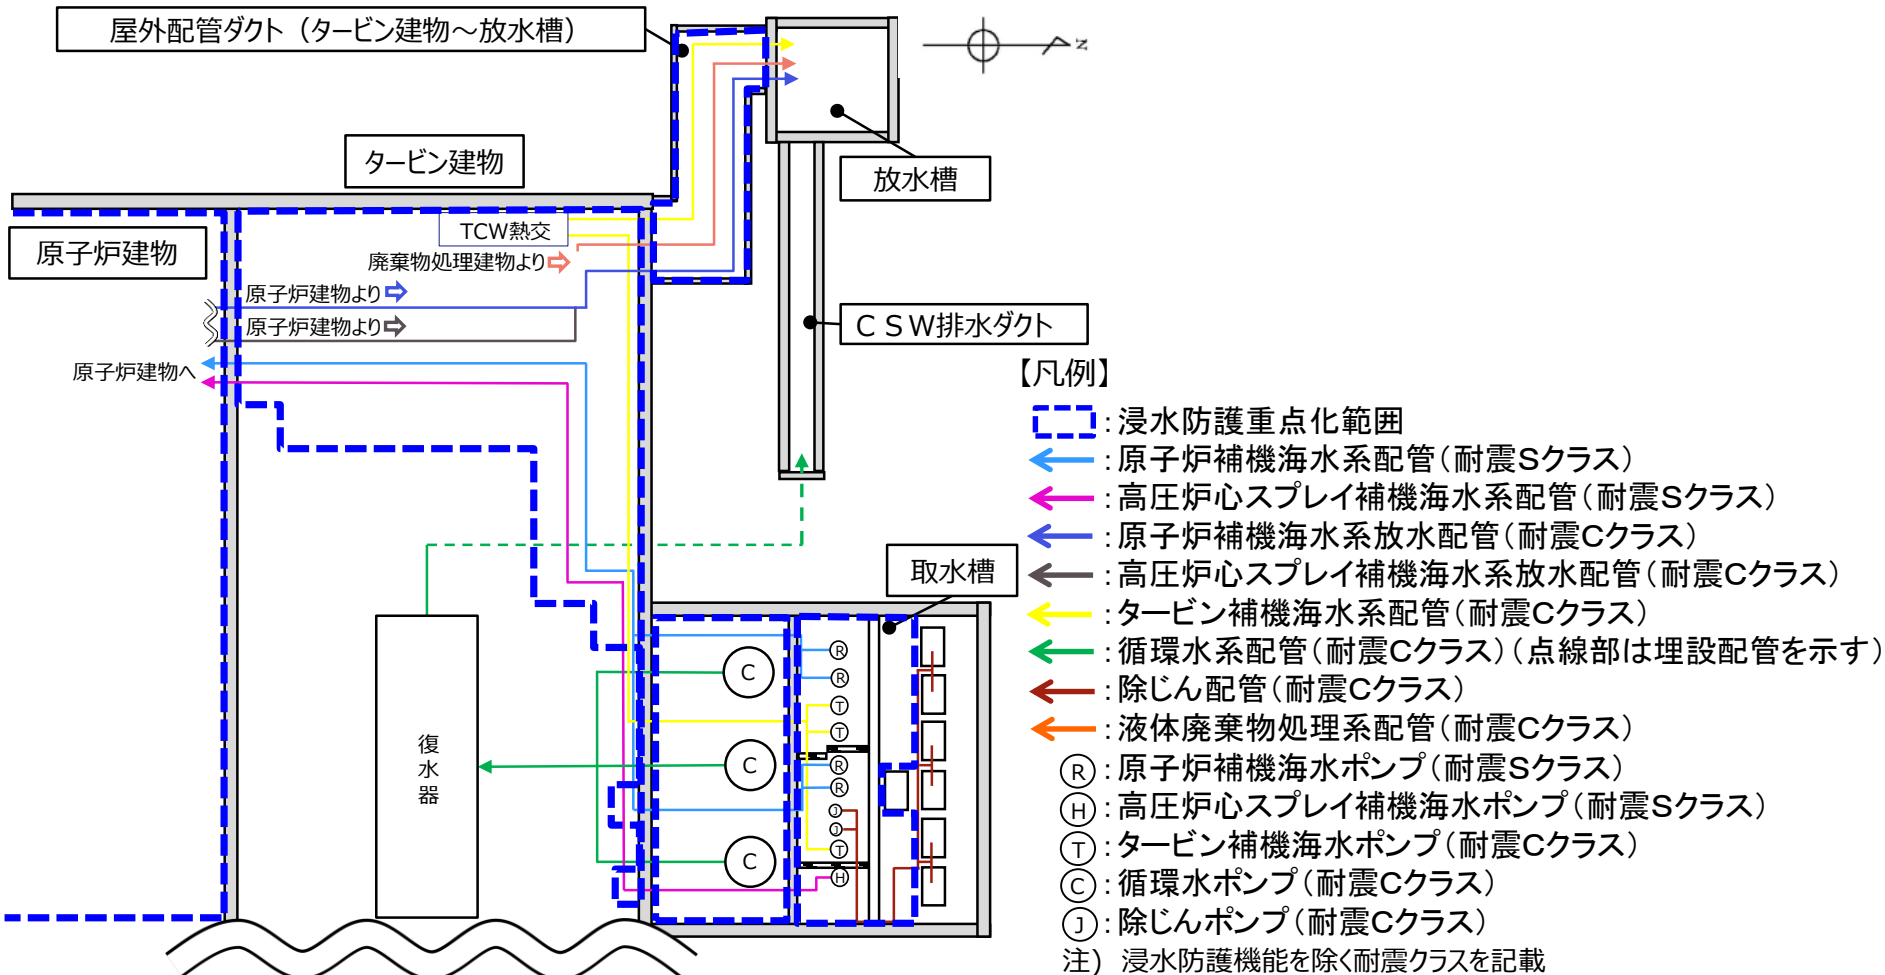 屋外配管ダクト（タービン建物～放水槽）
N
タービン建物
放水槽
原子炉建物
TCW熱交
廃棄物処理建物より
原子炉建物より
原子炉建物より
原子炉建物へ
ＣＳＷ排水ダクト
取水槽
復水器
C
C
C
R
R
T
T
R
R
J
J
T
H
【凡例】
：浸水防護重点化範囲
：原子炉補機海水系配管（耐震Sクラス）
：高圧炉心スプレイ補機海水系配管（耐震Sクラス）
：原子炉補機海水系放水配管（耐震Cクラス）
：高圧炉心スプレイ補機海水系放水配管（耐震Cクラス）
：タービン補機海水系配管（耐震Cクラス）
：循環水系配管（耐震Cクラス）（点線部は埋設配管を示す）
：除じん配管（耐震Cクラス）
：液体廃棄物処理系配管（耐震Cクラス）
R：原子炉補機海水ポンプ（耐震Sクラス）
H：高圧炉心スプレイ補機海水ポンプ（耐震Sクラス）
T：タービン補機海水ポンプ（耐震Cクラス）
C：循環水ポンプ（耐震Cクラス）
J：除じんポンプ（耐震Cクラス）
注） 浸水防護機能を除く耐震クラスを記載